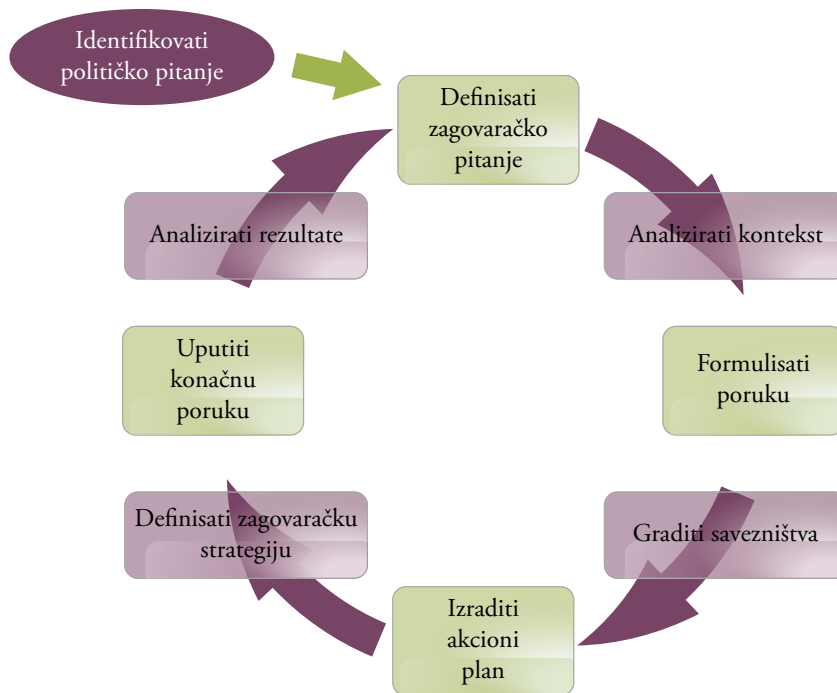 Identifikovati
političko pitanje
Definisati
zagovaračko
pitanje
Analizirati rezultate
Analizirati kontekst
Uputiti
konačnu
poruku
Formulisati
poruku
Definisati zagovaračku
strategiju
Graditi savezništva
Izraditi
akcioni
plan